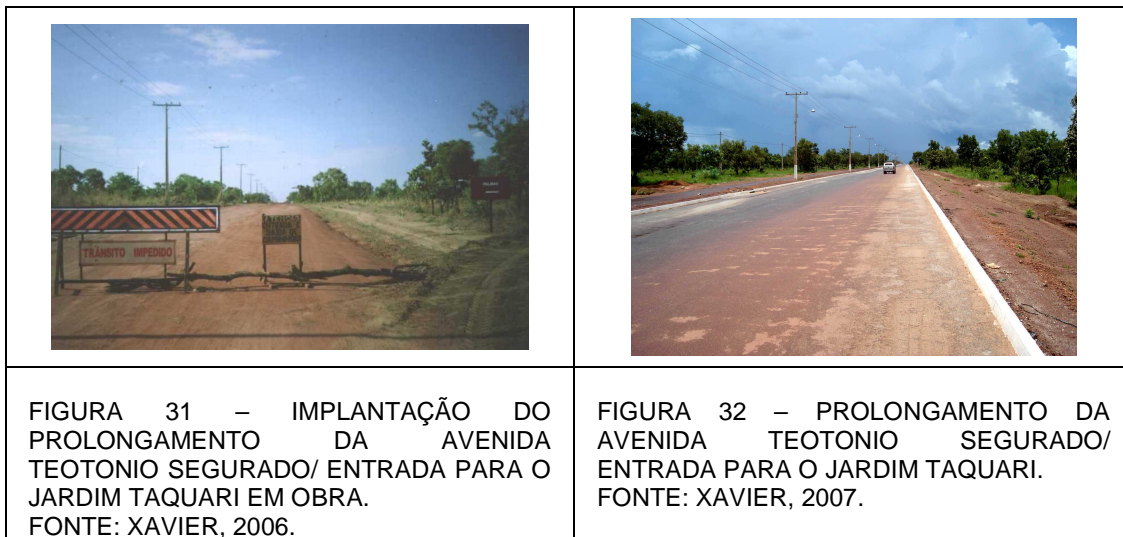 TRÂNSITO IMPEDIDO
FIGURA 31 – IMPLANTAÇÃO DO
PROLONGAMENTO DA AVENIDA
TEOTONIO SEGURADO/ ENTRADA PARA O
JARDIM TAQUARI EM OBRA.
FONTE: XAVIER, 2006.
FIGURA 32 – PROLONGAMENTO DA
AVENIDA TEOTONIO SEGURADO/
ENTRADA PARA O JARDIM TAQUARI.
FONTE: XAVIER, 2007.